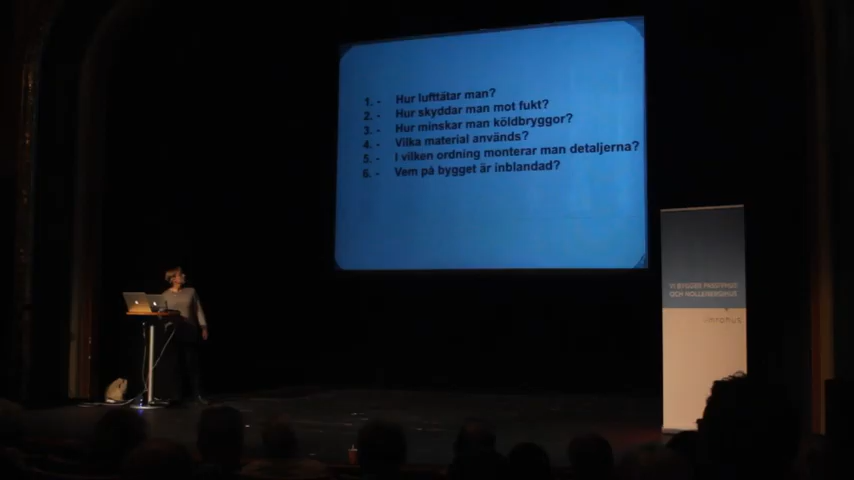 1. - Hur lufttätar man?
2. - Hur skyddar man mot fukt?
3. - Hur minskar man köldbryggor?
4. - Vilka material används?
5. - I vilken ordning monterar man detaljerna?
6. - Vem på bygget är inblandad?
VI BYGGER PASSIVHUS
OCH NOLLENERGIHUS